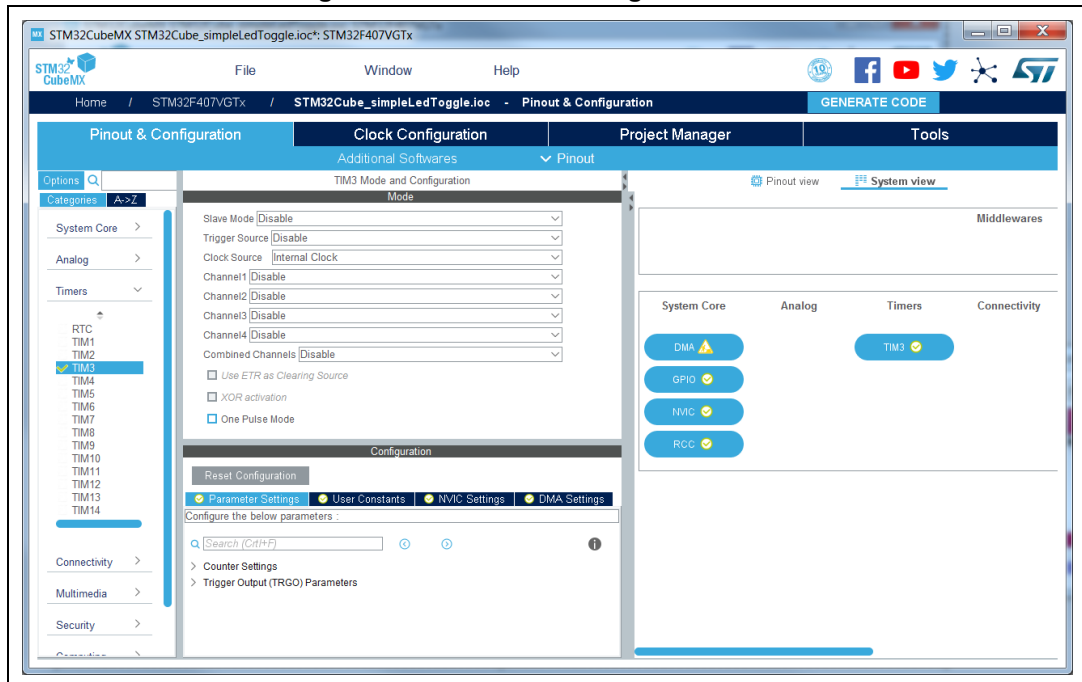 MX STM32CubeMX STM32Cube_simpleLedToggle.ioc*: STM32F407VGTx
STM32 CubeMX
File Window Help
10
Home / STM32F407VGTx / STM32Cube_simpleLedToggle.ioc - Pinout & Configuration
GENERATE CODE
Pinout & Configuration
Clock Configuration
Project Manager
Tools
Additional Softwares
Pinout
Options
Categories A->Z
System Core
Analog
Timers
RTC
TIM1
TIM2
TIM3
TIM4
TIM5
TIM6
TIM7
TIM8
TIM9
TIM10
TIM11
TIM12
TIM13
TIM14
Connectivity
Multimedia
Security
TIM3 Mode and Configuration
Mode
Slave Mode Disable
Trigger Source Disable
Clock Source Internal Clock
Channel1 Disable
Channel2 Disable
Channel3 Disable
Channel4 Disable
Combined Channels Disable
Use ETR as Clearing Source
XOR activation
One Pulse Mode
Configuration
Reset Configuration
Parameter Settings User Constants NVIC Settings DMA Settings
Configure the below parameters :
Search (Crtl+F)
Counter Settings
Trigger Output (TRGO) Parameters
Pinout view System view
Middlewares
System Core Analog Timers Connectivity
DMA TIM3
GPIO
NVIC
RCC